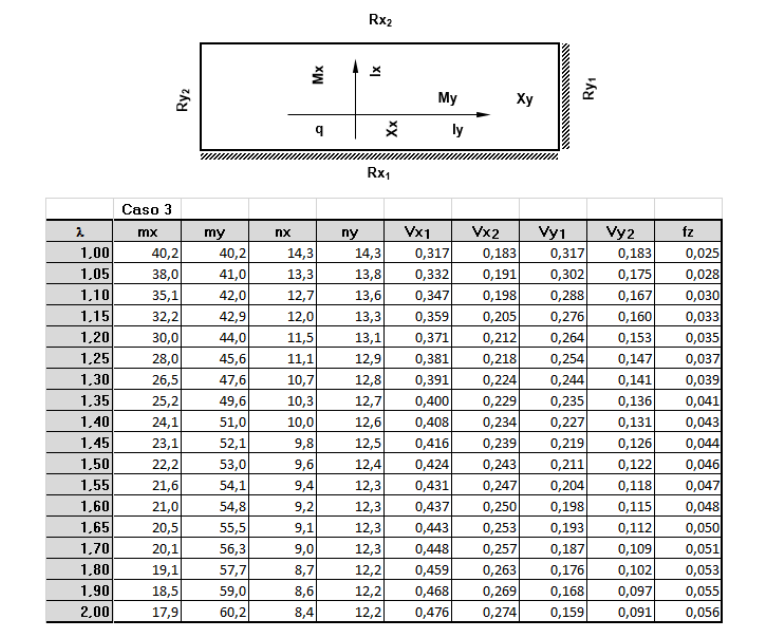 Rx2
Mx
lx
Ry2
My
Xy
Ry1
q
Xx
ly
Rx1
Caso 3
λ mx my nx ny Vx1 Vx2 Vy1 Vy2 fz
1,00 40,2 40,2 14,3 14,3 0,317 0,183 0,317 0,183 0,025
1,05 38,0 41,0 13,3 13,8 0,332 0,191 0,302 0,175 0,028
1,10 35,1 42,0 12,7 13,6 0,347 0,198 0,288 0,167 0,030
1,15 32,2 42,9 12,0 13,3 0,359 0,205 0,276 0,160 0,033
1,20 30,0 44,0 11,5 13,1 0,371 0,212 0,264 0,153 0,035
1,25 28,0 45,6 11,1 12,9 0,381 0,218 0,254 0,147 0,037
1,30 26,5 47,6 10,7 12,8 0,391 0,224 0,244 0,141 0,039
1,35 25,2 49,6 10,3 12,7 0,400 0,229 0,235 0,136 0,041
1,40 24,1 51,0 10,0 12,6 0,408 0,234 0,227 0,131 0,043
1,45 23,1 52,1 9,8 12,5 0,416 0,239 0,219 0,126 0,044
1,50 22,2 53,0 9,6 12,4 0,424 0,243 0,211 0,122 0,046
1,55 21,6 54,1 9,4 12,3 0,431 0,247 0,204 0,118 0,047
1,60 21,0 54,8 9,2 12,3 0,437 0,250 0,198 0,115 0,048
1,65 20,5 55,5 9,1 12,3 0,443 0,253 0,193 0,112 0,050
1,70 20,1 56,3 9,0 12,3 0,448 0,257 0,187 0,109 0,051
1,80 19,1 57,7 8,7 12,2 0,459 0,263 0,176 0,102 0,053
1,90 18,5 59,0 8,6 12,2 0,468 0,269 0,168 0,097 0,055
2,00 17,9 60,2 8,4 12,2 0,476 0,274 0,159 0,091 0,056